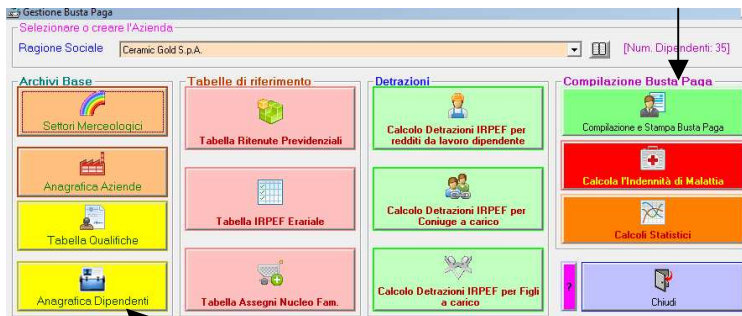 Gestione Busta Paga
Selezionare o creare l'Azienda
Ragione Sociale
Ceramic Gold S.p.A.
[Num. Dipendenti: 35]
Archivi Base
Tabelle di riferimento
Detrazioni
Compilazione Busta Paga
Settori Merceologici
Tabella Ritenute Previdenziali
Calcolo Detrazioni IRPEF per
redditi da lavoro dipendente
Compilazione e Stampa Busta Paga
Anagrafica Aziende
Tabella IRPEF Erariale
Calcolo Detrazioni IRPEF per
Coniuge a carico
Calcola l'Indennità di Malattia
Tabella Qualifiche
Calcoli Statistici
Anagrafica Dipendenti
Tabella Assegni Nucleo Fam.
Calcolo Detrazioni IRPEF per Figli
a carico
?
Chiudi